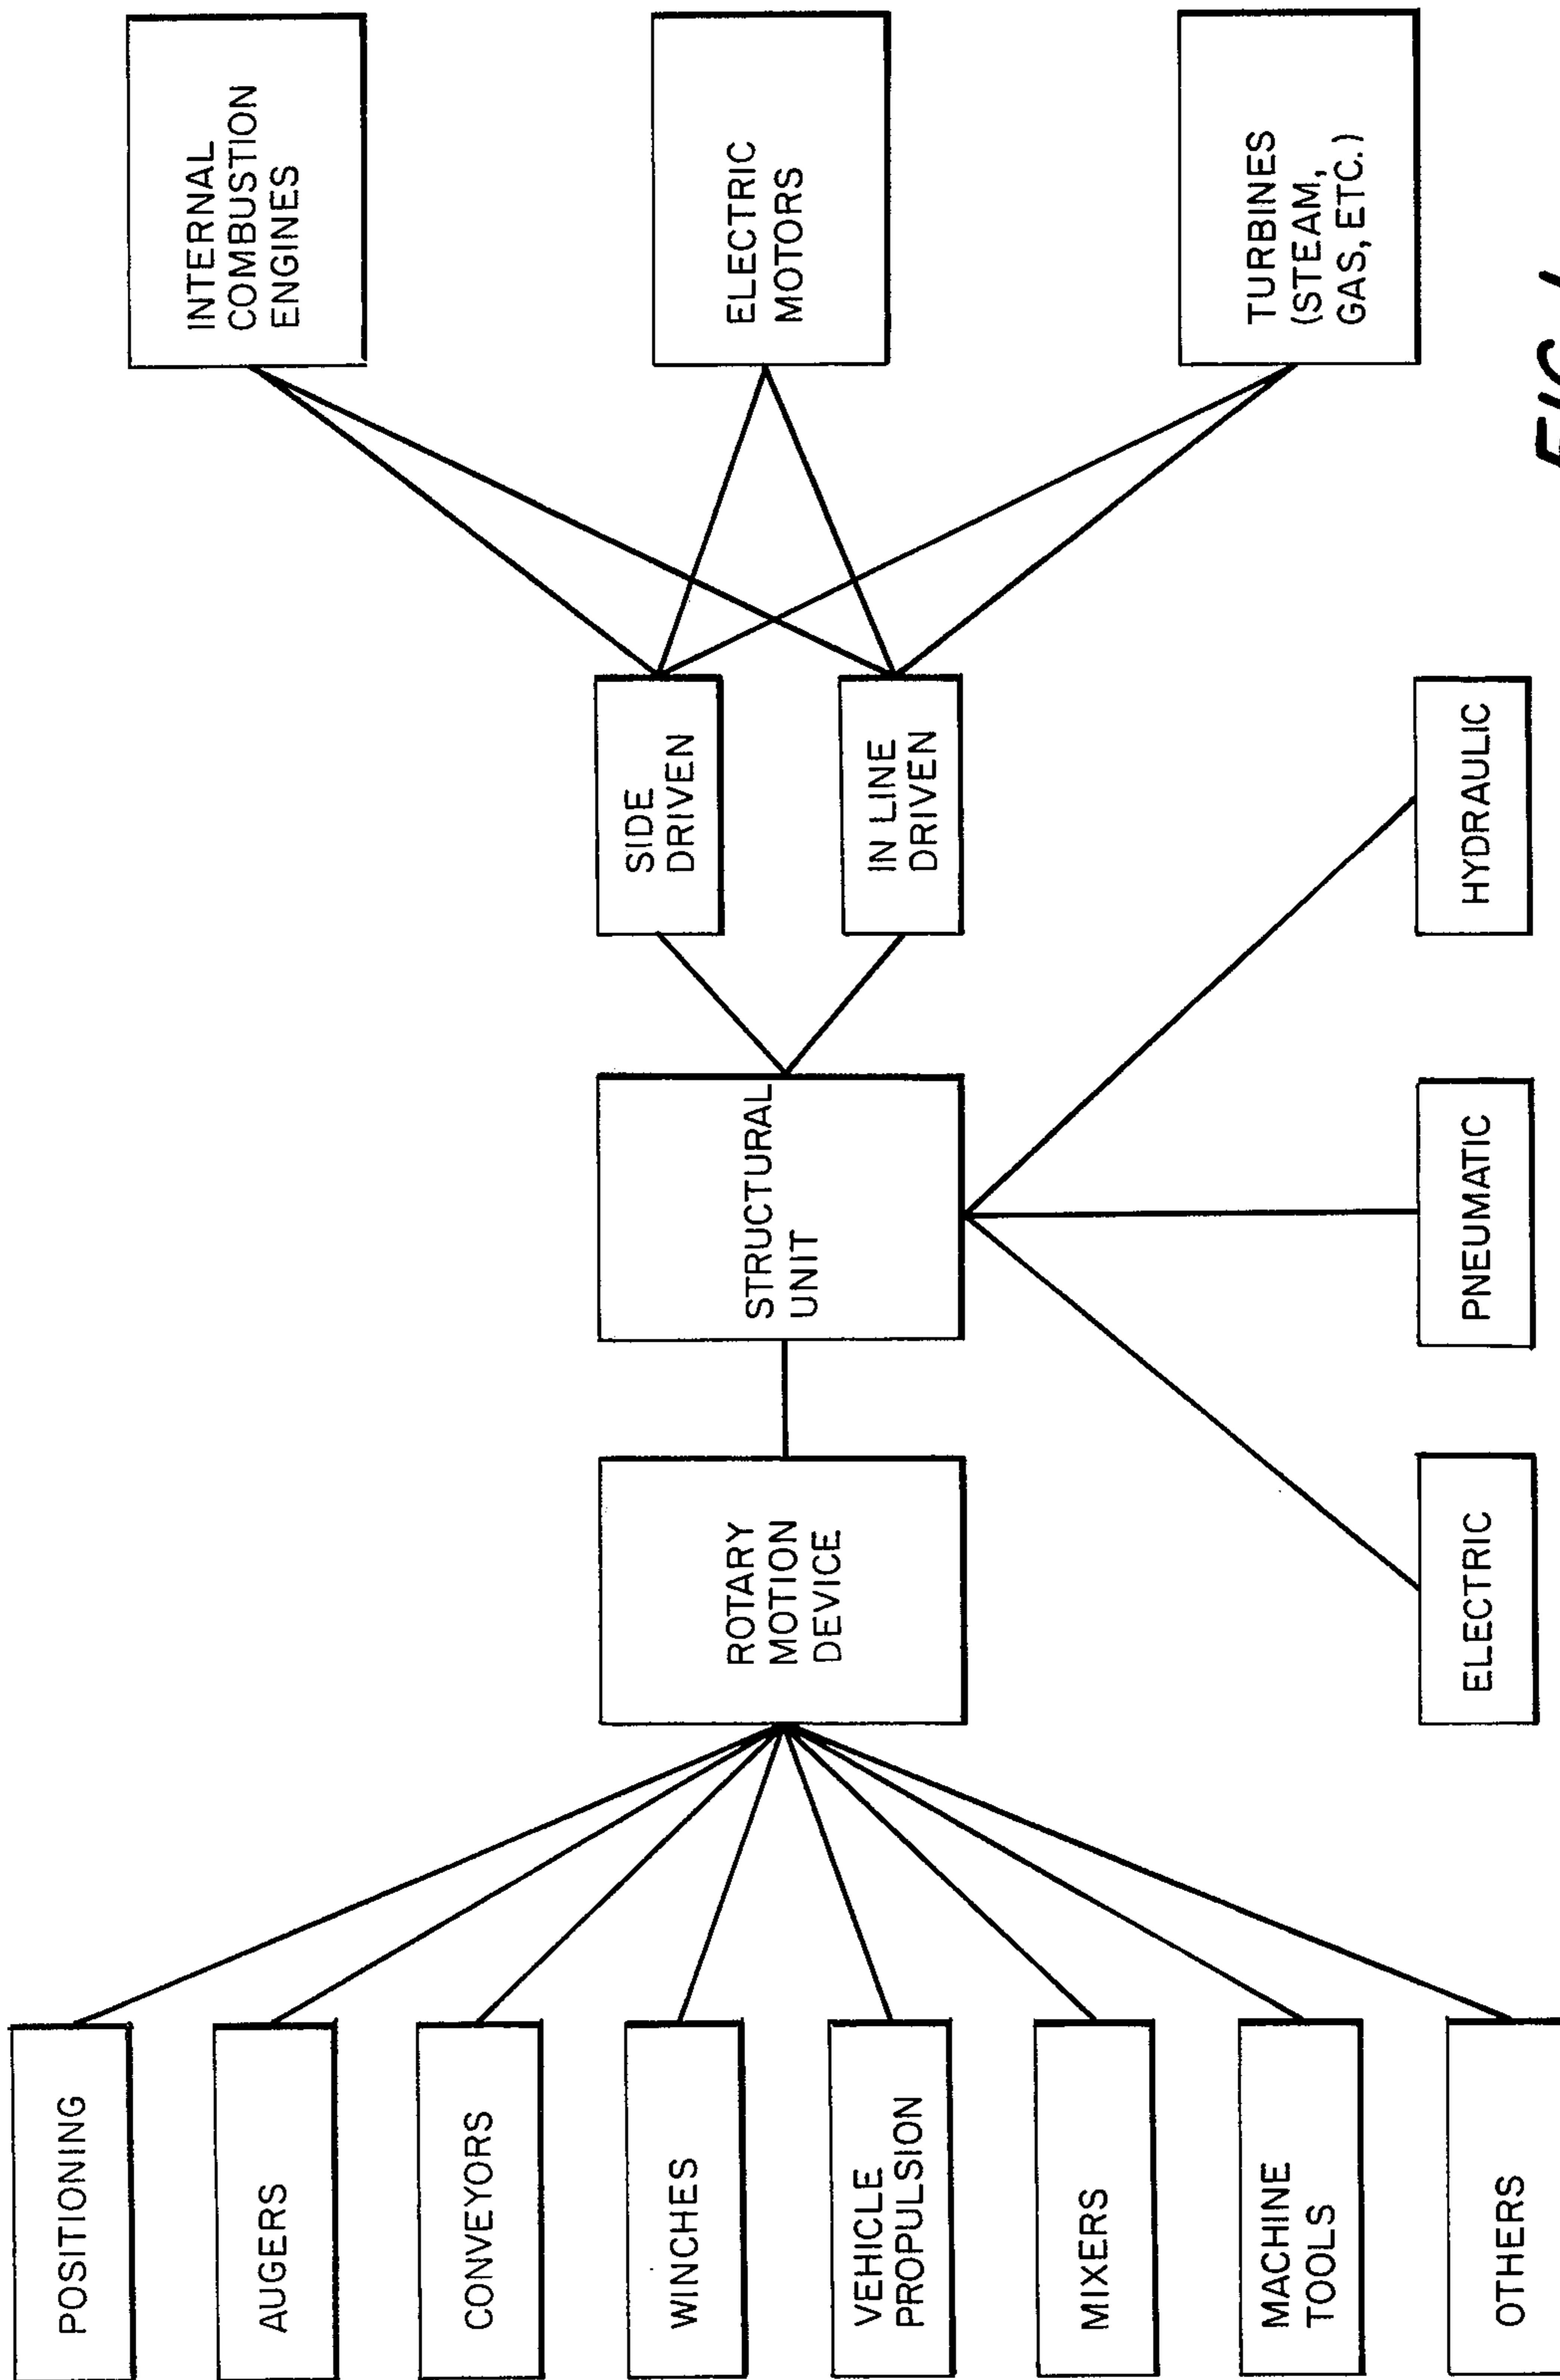 POSITIONING
AUGERS
CONVEYORS
WINCHES
VEHICLE
PROPULSION
MIXERS
MACHINE
TOOLS
OTHERS
ROTARY
MOTION
DEVICE
STRUCTURAL
UNIT
SIDE
DRIVEN
IN LINE
DRIVEN
INTERNAL
COMBUSTION
ENGINES
ELECTRIC
MOTORS
TURBINES
(STEAM,
GAS, ETC.)
ELECTRIC
PNEUMATIC
HYDRAULIC